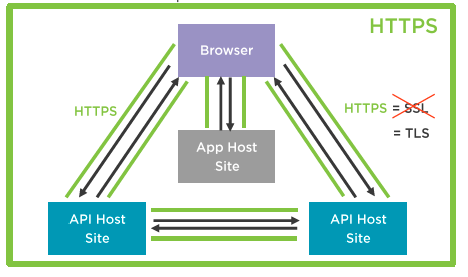 HTTPS
Browser
HTTPS
HTTPS = SSL
= TLS
App Host
Site
API Host
Site
API Host
Site